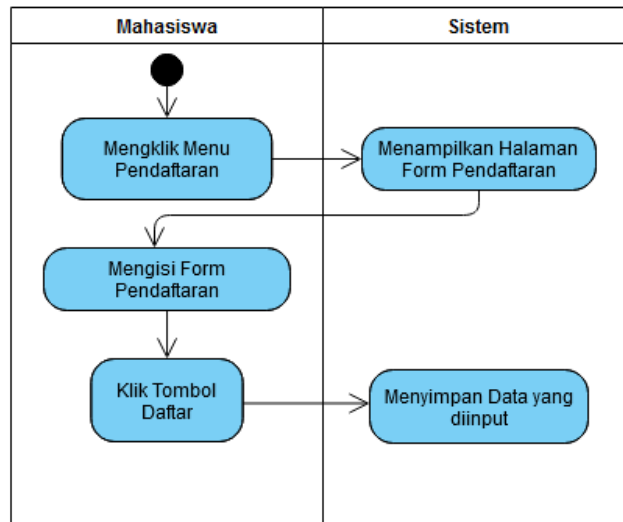 Mahasiswa
Sistem
Mengklik Menu
Pendaftaran
Menampilkan Halaman
Form Pendaftaran
Mengisi Form
Pendaftaran
Klik Tombol
Daftar
Menyimpan Data yang
diinput